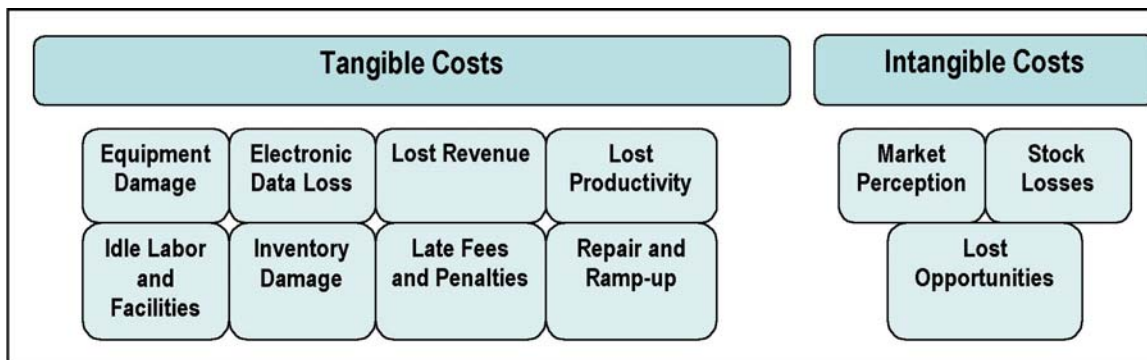 Tangible Costs
Intangible Costs
Equipment
Damage
Electronic
Data Loss
Lost Revenue
Lost
Productivity
Market
Perception
Stock
Losses
Idle Labor
and
Facilities
Inventory
Damage
Late Fees
and Penalties
Repair and
Ramp-up
Lost
Opportunities